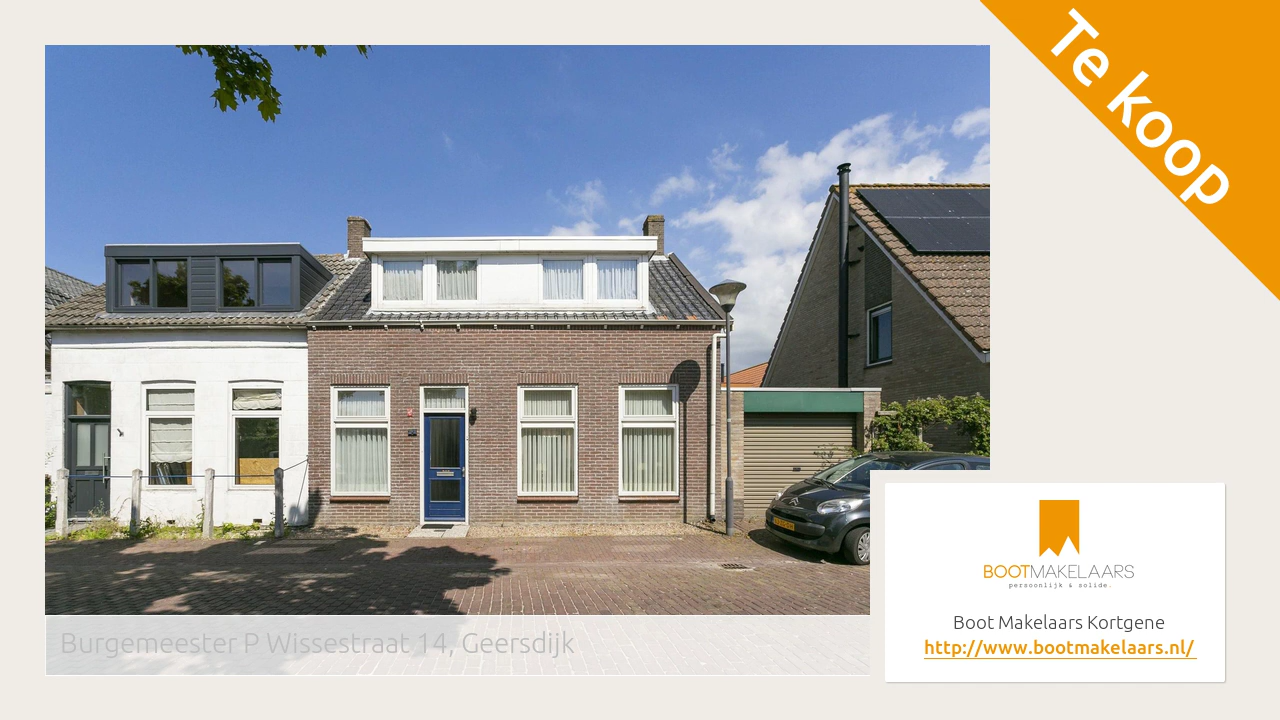 Te koop
Burgemeester P Wissestraat 14, Geersdijk
BOOTMAKELAARS
persoonlijk & solide.
Boot Makelaars Kortgene
http://www.bootmakelaars.nl/